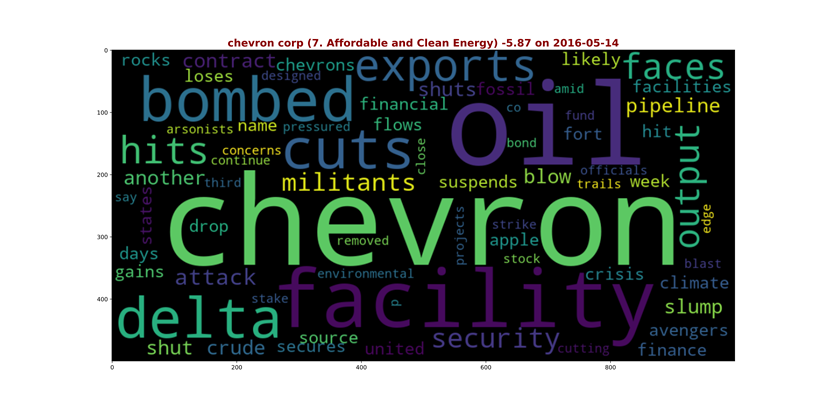 chevron corp (7. Affordable and Clean Energy) -5.87 on 2016-05-14
0
100
200
300
400
0
200
400
600
800
rocks
contract
chevrons
exports
likely
faces
loses
designed
shuts
fossil
facilities
bombed
financial
co
amid
pipeline
oil
fund
arsonists
name
pressured
flows
fort
hit
hits
concerns
continue
cuts
close
bond
output
another
third
militants
suspends
blow
officials
trails
week
say
states
chevron
drop
removed
projects
strike
apple
stock
edge
days
gains
attack
environmental
crisis
blast
climate
facility
stake
p
slump
delta
source
security
avengers
shut
crude
secures
united
cutting
finance